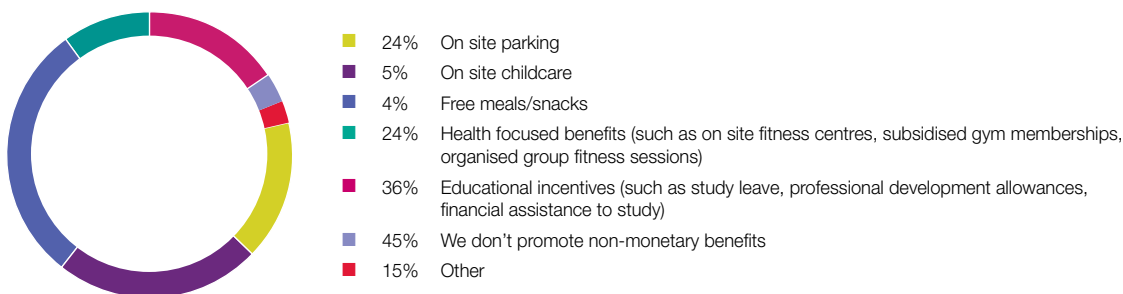 24% On site parking
5% On site childcare
4% Free meals/snacks
24% Health focused benefits (such as on site fitness centres, subsidised gym memberships,
organised group fitness sessions)
36% Educational incentives (such as study leave, professional development allowances,
financial assistance to study)
45% We don't promote non-monetary benefits
15% Other